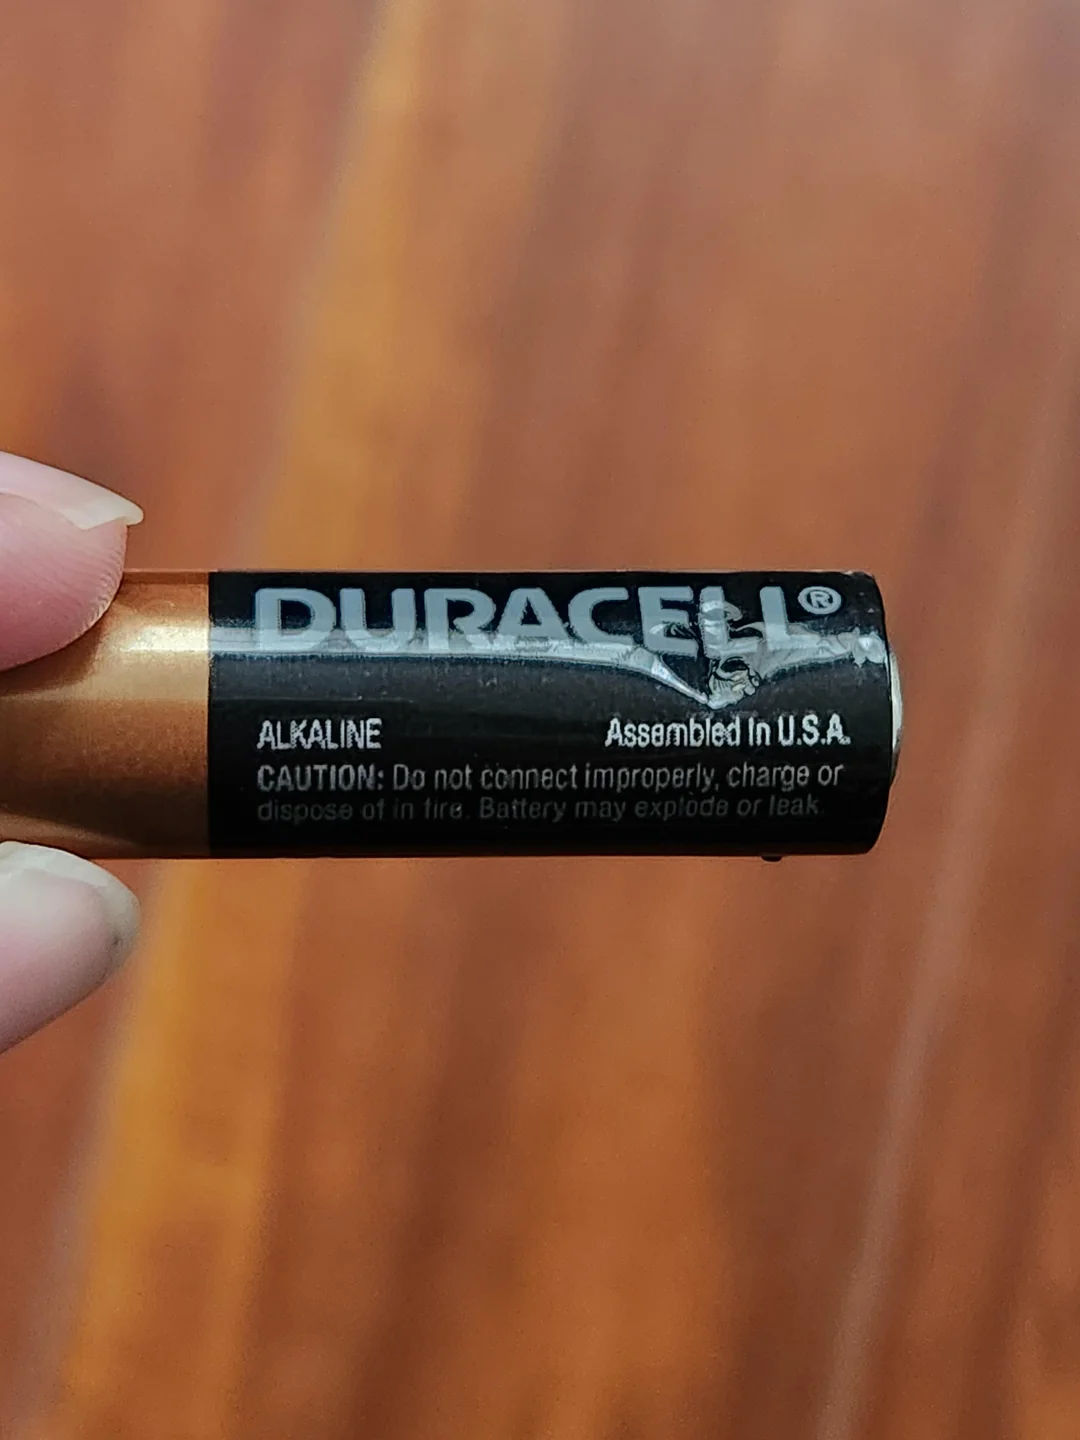 DURACELL®
ALKALINE Assembled in U.S.A.
CAUTION: Do not connect improperly, charge or
dispose of in fire. Battery may explode or leak.